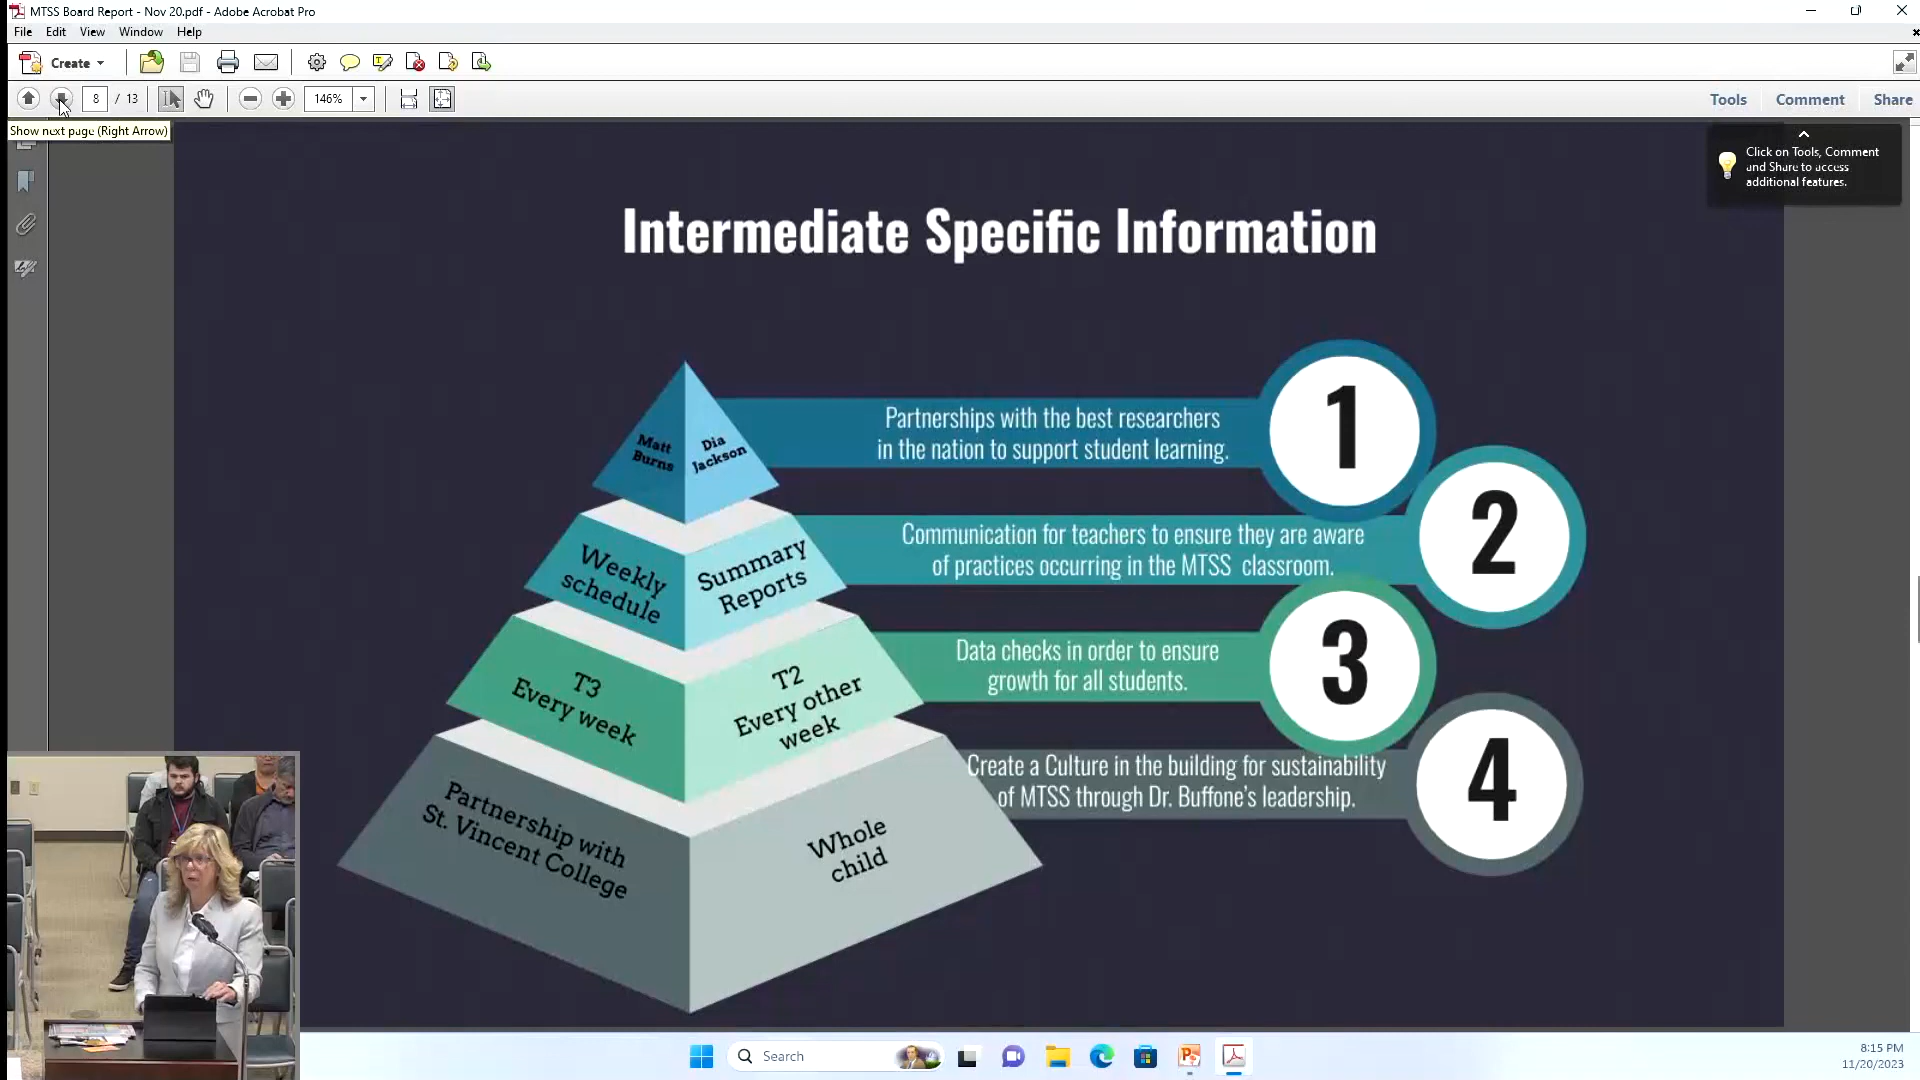 MTSS Board Report - Nov 20.pdf - Adobe Acrobat Pro
File Edit View Window Help
Create
8 / 13
146%
Tools Comment Share
Show next page (Right Arrow)
Click on Tools, Comment
and Share to access
additional features.
Intermediate Specific Information
Matt
Burns
Dia
Jackson
Partnerships with the best researchers
in the nation to support student learning.
1
Weekly
schedule
Summary
Reports
Communication for teachers to ensure they are aware
of practices occurring in the MTSS classroom.
2
T3
Every week
T2
Every other
week
Data checks in order to ensure
growth for all students.
3
Partnership with
St. Vincent College
Whole
child
Create a Culture in the building for sustainability
of MTSS through Dr. Buffone's leadership.
4
Search
8:15 PM
11/20/2023